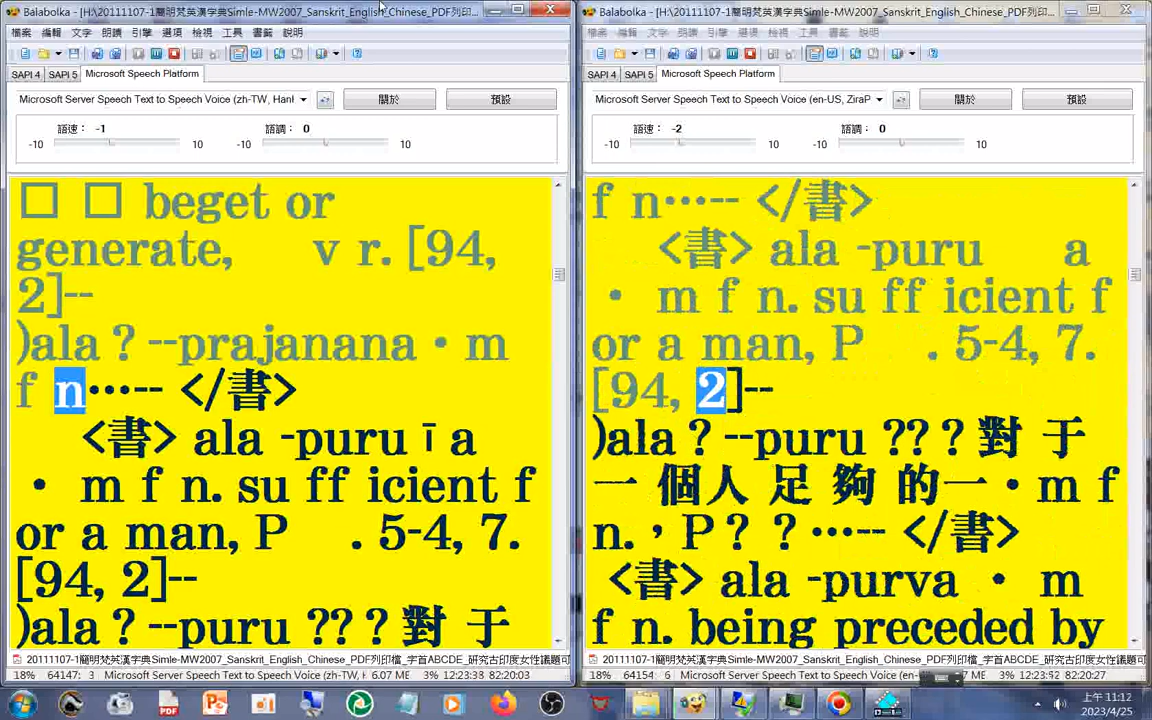 Balabolka - [H:\20111107-1簡明梵英漢字典Simle-MW2007_Sanskrit_English_Chinese_PDF列印...
檔案 編輯 文字 朗讀 引擎 選項 檢視 工具 書籤 說明
SAPI 4 SAPI 5 Microsoft Speech Platform
Microsoft Server Speech Text to Speech Voice (zh-TW, Hanl 關於 預設
語速： -1 語調： 0
-10 10 -10 10
□ □ beget or
generate, v r. [94,
2]--
)ala？--prajanana・m
f n…-- </書>
<書> ala -puru ī a
・ m f n. su ff icient f
or a man, P . 5-4, 7.
[94, 2]--
)ala？--puru ??？對 于
20111107-1簡明梵英漢字典Simle-MW2007_Sanskrit_English_Chinese_PDF列印檔_字首ABCDE_研究古印度女性議題可
18% 64147: 3 Microsoft Server Speech Text to Speech Voice (zh-TW, H 6.07 ME 3% 12:23:38 82:20:03
Balabolka - [H:\20111107-1簡明梵英漢字典Simle-MW2007_Sanskrit_English_Chinese_PDF列印...
檔案 編輯 文字 朗讀 引擎 選項 檢視 工具 書籤 說明
SAPI 4 SAPI 5 Microsoft Speech Platform
Microsoft Server Speech Text to Speech Voice (en-US, ZiraP 關於 預設
語速： -2 語調： 0
-10 10 -10 10
f n…-- </書>
<書> ala -puru a
・ m f n. su ff icient f
or a man, P . 5-4, 7.
[94, 2]--
)ala？--puru ??？對 于
一 個人 足 夠 的一・m f
n.，P？？…-- </書>
<書> ala -purva ・ m
f n. being preceded by
20111107-1簡明梵英漢字典Simle-MW2007_Sanskrit_English_Chinese_PDF列印檔_字首ABCDE_研究古印度女性議題可
18% 64154: 6 Microsoft Server Speech Text to Speech Voice (en-US, ME 3% 12:23:92 82:20:27
上午 11:12
2023/4/25